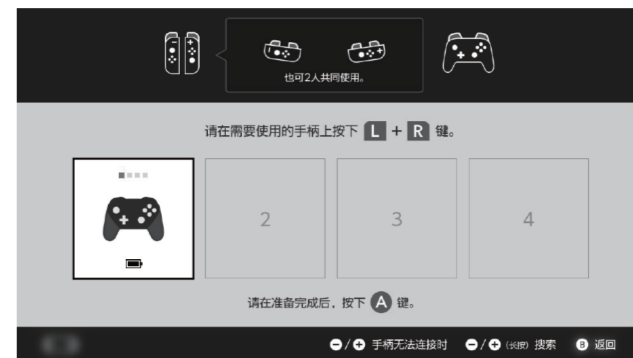 也可2人共同使用。
请在需要使用的手柄上按下 L + R 键。
2 3 4
请在准备完成后，按下 A 键。
-/+ 手柄无法连接时 -/+ (长按) 搜索 B 返回